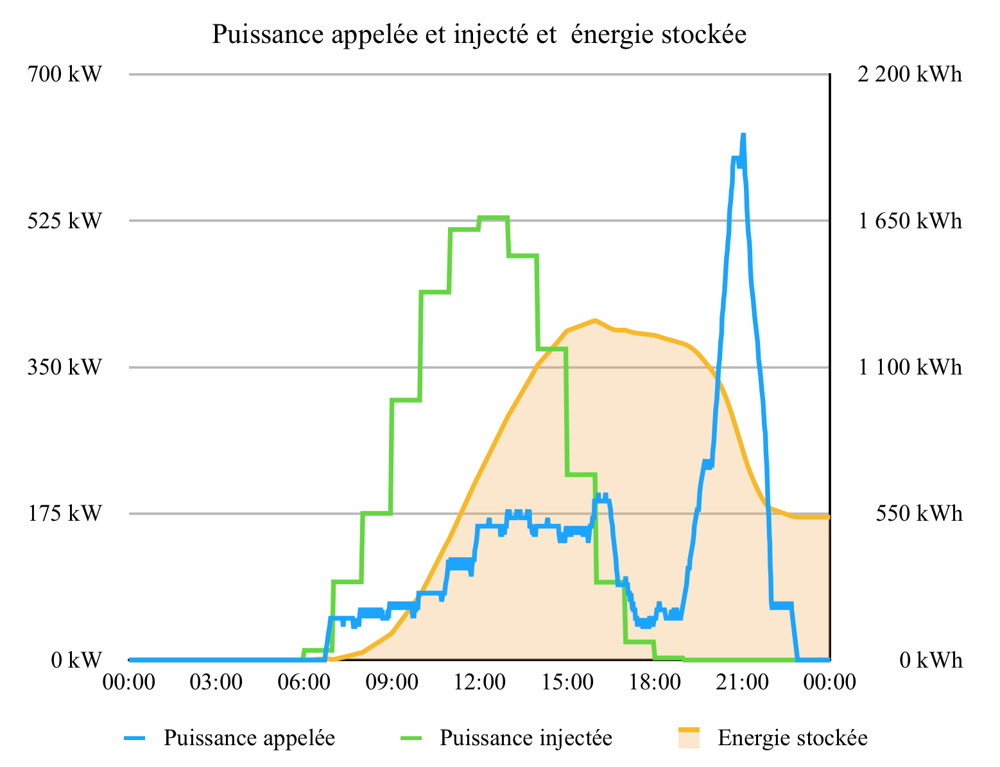 Puissance appelée et injecté et  énergie stockée
700 kW
2 200 kWh
525 kW
1 650 kWh
350 kW
1 100 kWh
175 kW
550 kWh
0 kW
0 kWh
00:00 03:00 06:00 09:00 12:00 15:00 18:00 21:00 00:00
Puissance appelée Puissance injectée Energie stockée